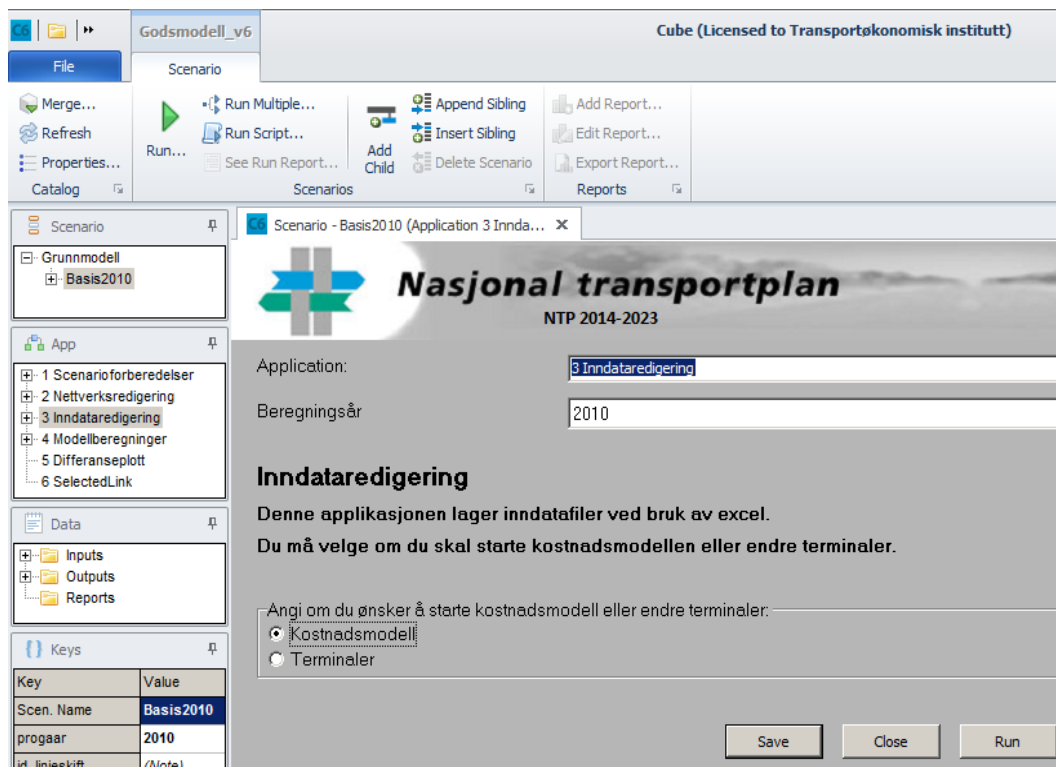 C6
Godsmodell_v6
Cube (Licensed to Transportøkonomisk institutt)
File
Scenario
Merge...
Refresh
Properties...
Catalog
Run...
Run Multiple...
Run Script...
See Run Report...
Add
Child
Append Sibling
Insert Sibling
Delete Scenario
Scenarios
Add Report...
Edit Report...
Export Report...
Reports
Scenario
Grunnmodell
Basis2010
App
1 Scenarioforberedelser
2 Nettverksredigering
3 Inndataredigering
4 Modellberegninger
5 Differanseplott
6 SelectedLink
Data
Inputs
Outputs
Reports
Keys
Key Value
Scen. Name Basis2010
progaar 2010
id_linjeskift (Note)
C6 Scenario - Basis2010 (Application 3 Innda...
Nasjonal transportplan
NTP 2014-2023
Application: 3 Inndataredigering
Beregningsår 2010
Inndataredigering
Denne applikasjonen lager inndatafiler ved bruk av excel.
Du må velge om du skal starte kostnadsmodellen eller endre terminaler.
Angi om du ønsker å starte kostnadsmodell eller endre terminaler:
Kostnadsmodell
Terminaler
Save Close Run